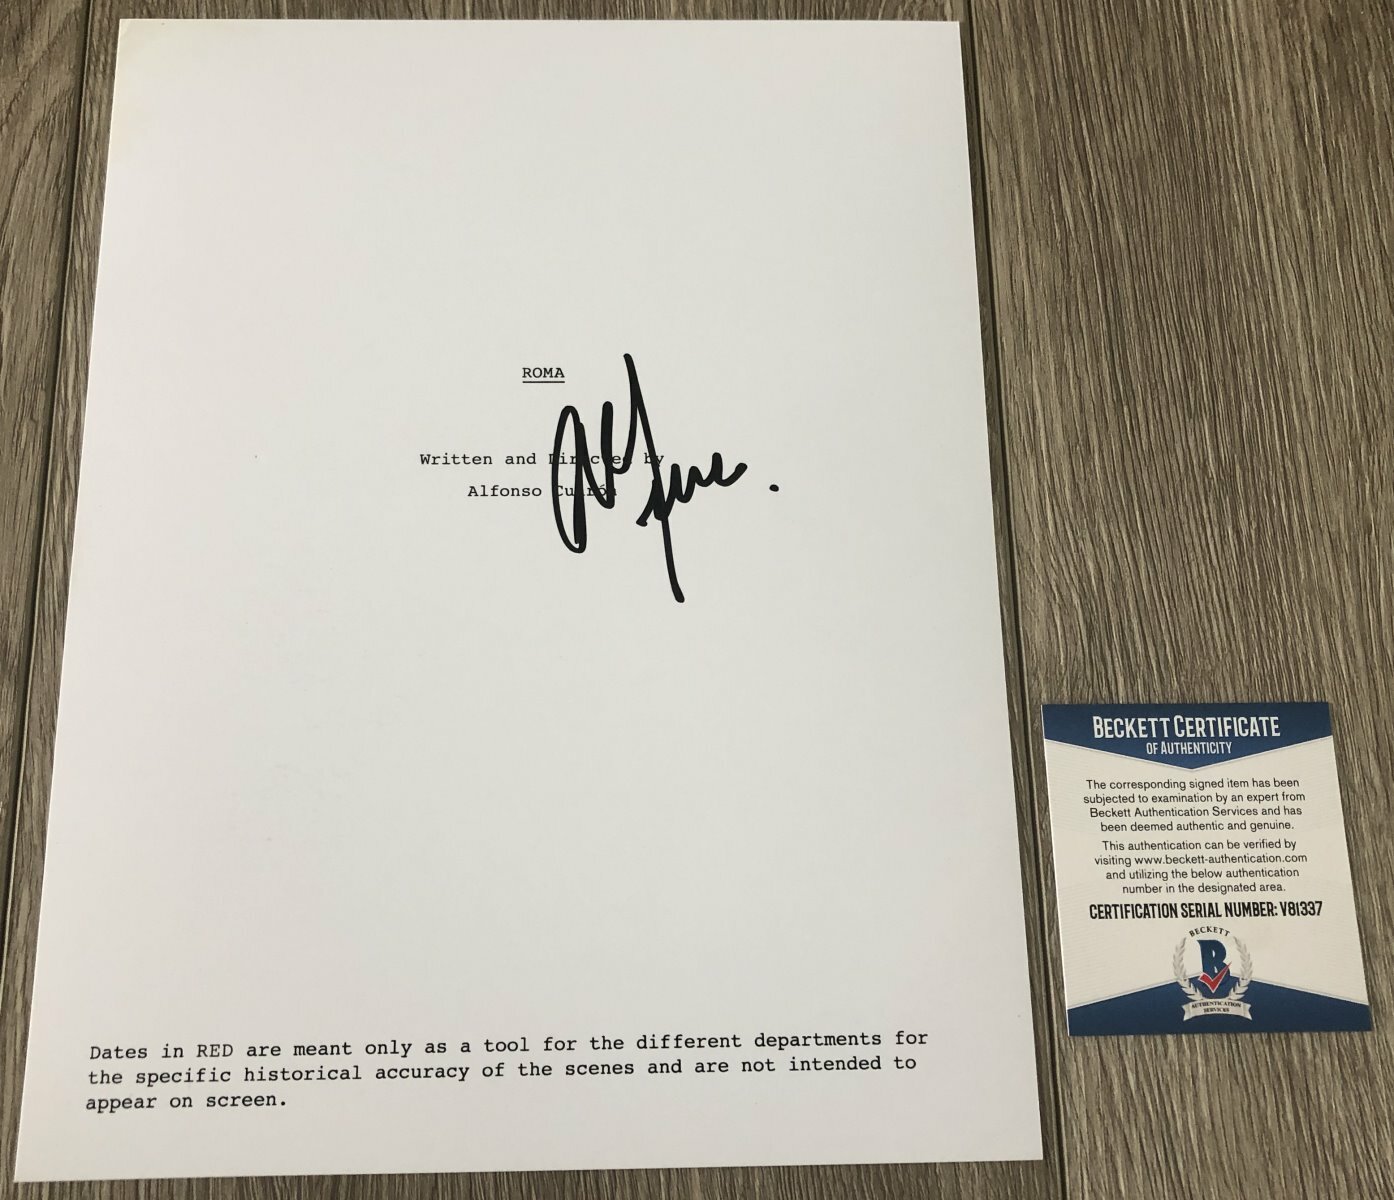 ROMA
Written and Directed by
Alfonso Cuarón
Dates in RED are meant only as a tool for the different departments for
the specific historical accuracy of the scenes and are not intended to
appear on screen.
BECKETT CERTIFICATE
OF AUTHENTICITY
The corresponding signed item has been
subjected to examination by an expert from
Beckett Authentication Services and has
been deemed authentic and genuine.
This authentication can be verified by
visiting www.beckett-authentication.com
and utilizing the below authentication
number in the designated area.
CERTIFICATION SERIAL NUMBER: V81337
BECKETT
B
AUTHENTICATION
SERVICES